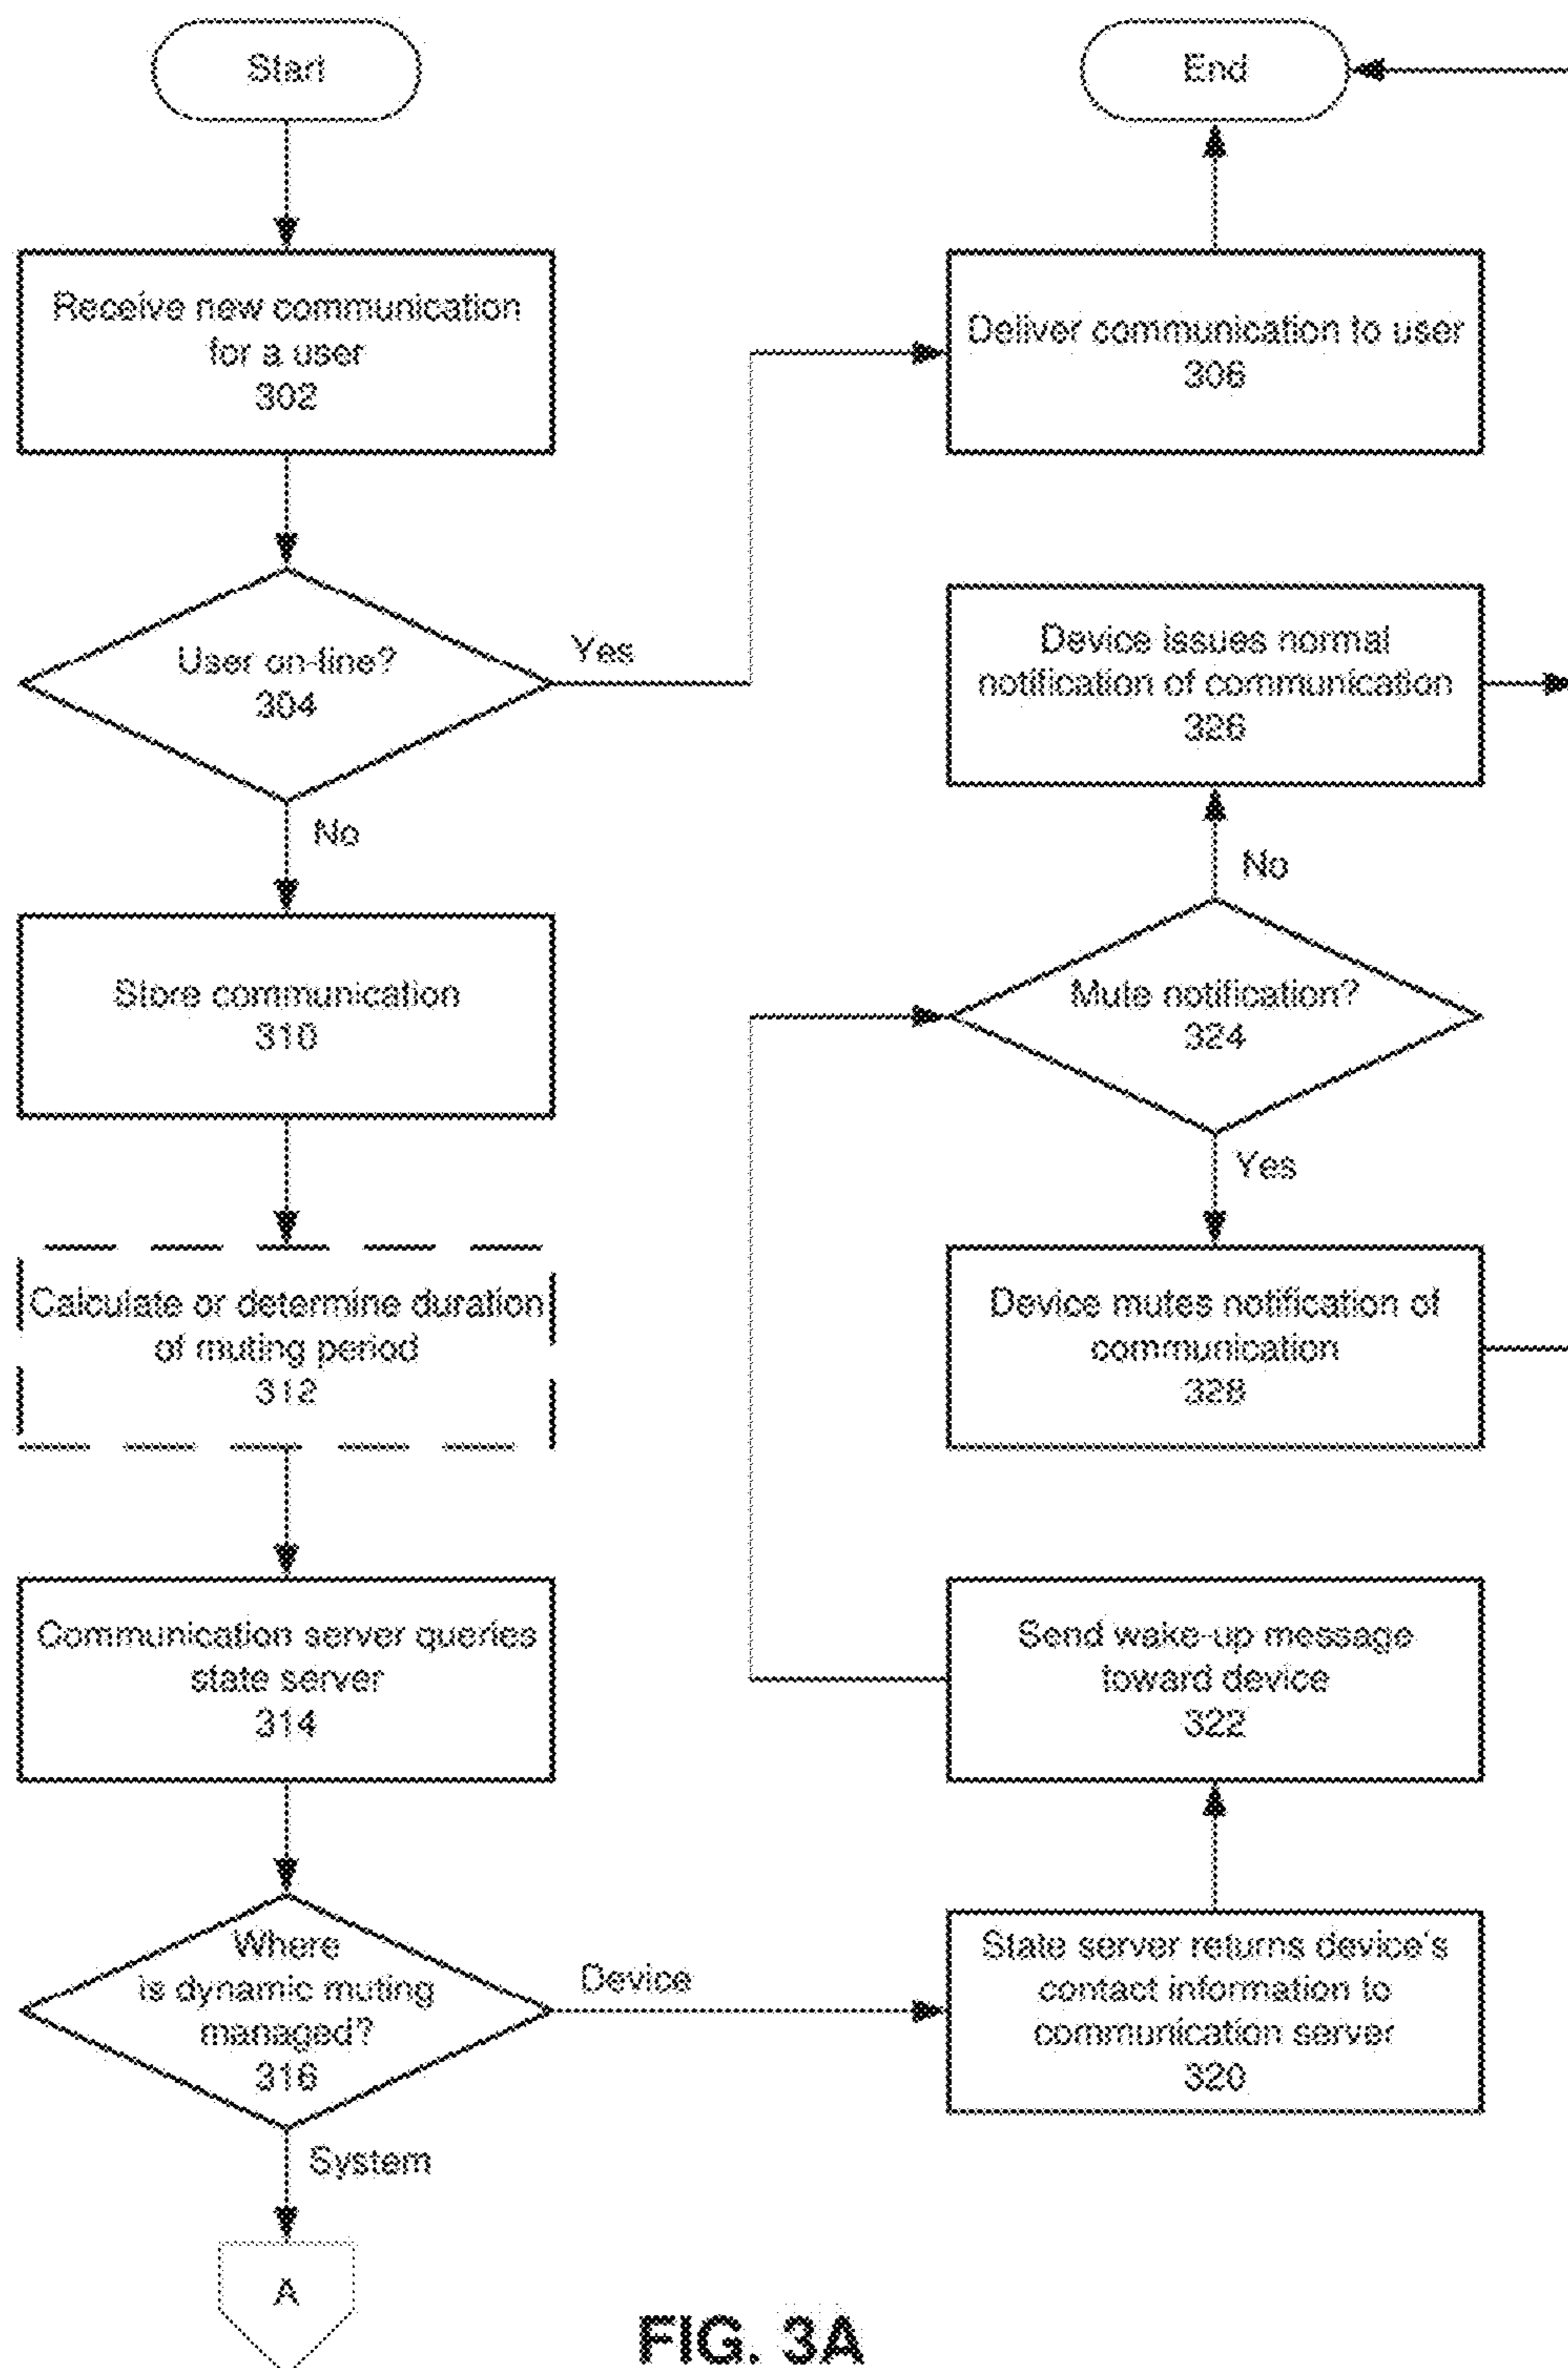 Start
Receive new communication
for a user
302
User on-line?
304
Yes
No
Store communication
310
Calculate or determine duration
of muting period
312
Communication server queries
state server
314
Where
is dynamic muting
managed?
316
Device
System
A
End
Deliver communication to user
306
Device issues normal
notification of communication
326
No
Mute notification?
324
Yes
Device mutes notification of
communication
328
Send wake-up message
toward device
322
State server returns device's
contact information to
communication server
320
FIG. 3A